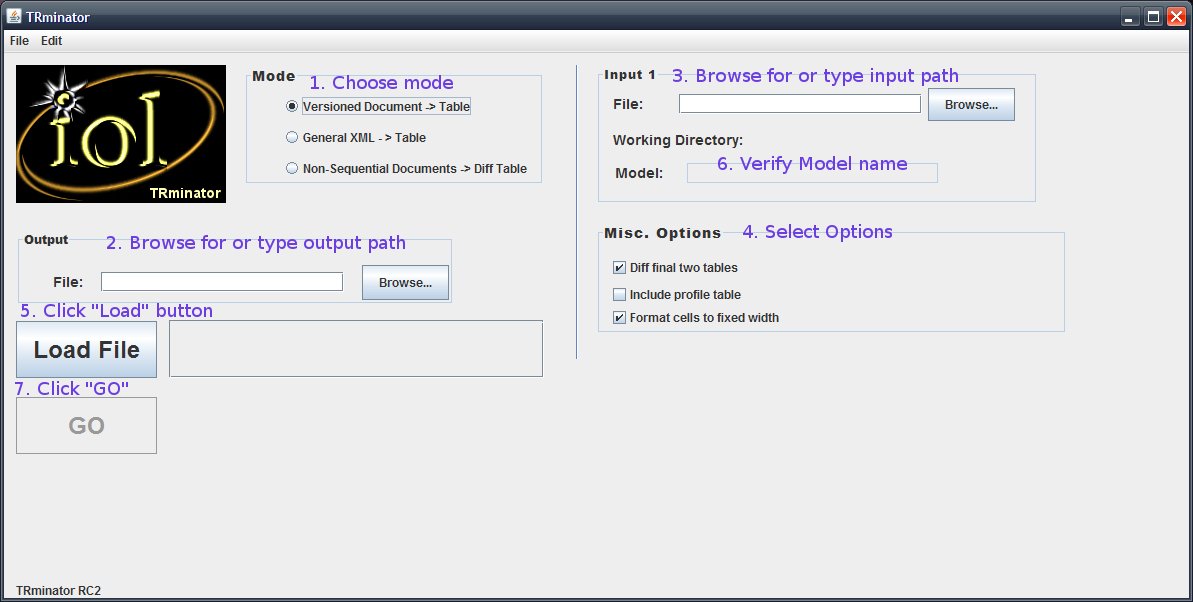 TRminator
File Edit
iol
TRminator
Mode
1. Choose mode
Versioned Document -> Table
General XML - > Table
Non-Sequential Documents -> Diff Table
Output
2. Browse for or type output path
File:
Browse...
5. Click "Load" button
Load File
7. Click "GO"
GO
Input 1
3. Browse for or type input path
File:
Browse...
Working Directory:
Model:
6. Verify Model name
Misc. Options
4. Select Options
Diff final two tables
Include profile table
Format cells to fixed width
TRminator RC2